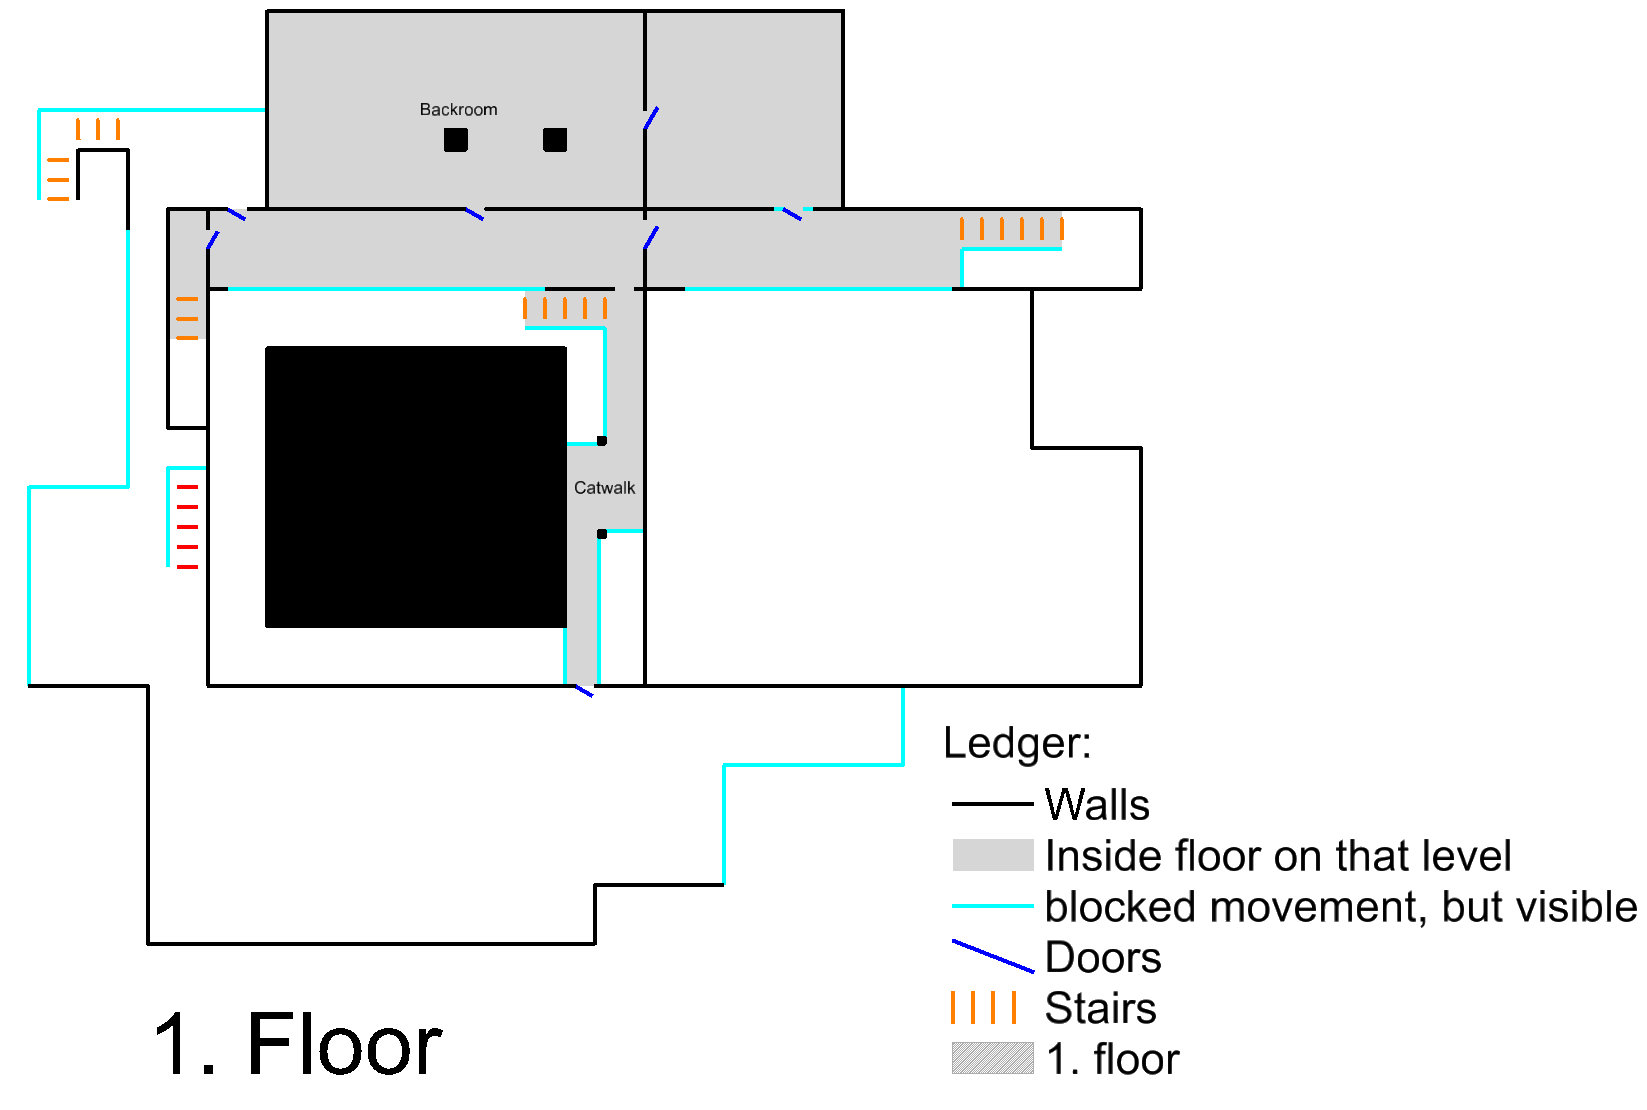 Backroom
Catwalk
Ledger:
Walls
Inside floor on that level
blocked movement, but visible
Doors
Stairs
1. floor
1. Floor